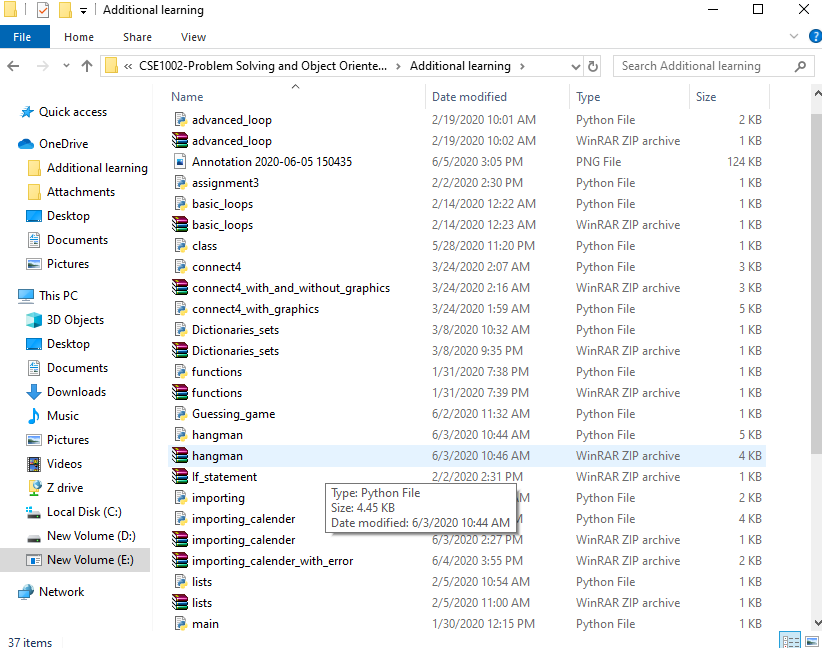 Additional learning
File Home Share View
« CSE1002-Problem Solving and Object Oriente... › Additional learning › Search Additional learning
Name Date modified Type Size
Quick access
OneDrive
Additional learning
Attachments
Desktop
Documents
Pictures
This PC
3D Objects
Desktop
Documents
Downloads
Music
Pictures
Videos
Z drive
Local Disk (C:)
New Volume (D:)
New Volume (E:)
Network
advanced_loop 2/19/2020 10:01 AM Python File 2 KB
advanced_loop 2/19/2020 10:02 AM WinRAR ZIP archive 1 KB
Annotation 2020-06-05 150435 6/5/2020 3:05 PM PNG File 124 KB
assignment3 2/2/2020 2:30 PM Python File 1 KB
basic_loops 2/14/2020 12:22 AM Python File 1 KB
basic_loops 2/14/2020 12:23 AM WinRAR ZIP archive 1 KB
class 5/28/2020 11:20 PM Python File 1 KB
connect4 3/24/2020 2:07 AM Python File 3 KB
connect4_with_and_without_graphics 3/24/2020 2:16 AM WinRAR ZIP archive 3 KB
connect4_with_graphics 3/24/2020 1:59 AM Python File 5 KB
Dictionaries_sets 3/8/2020 10:32 AM Python File 1 KB
Dictionaries_sets 3/8/2020 9:35 PM WinRAR ZIP archive 1 KB
functions 1/31/2020 7:38 PM Python File 1 KB
functions 1/31/2020 7:39 PM WinRAR ZIP archive 1 KB
Guessing_game 6/2/2020 11:32 AM Python File 1 KB
hangman 6/3/2020 10:44 AM Python File 5 KB
hangman 6/3/2020 10:46 AM WinRAR ZIP archive 4 KB
If_statement 2/2/2020 2:31 PM WinRAR ZIP archive 1 KB
importing Python File 2 KB
importing_calender Python File 4 KB
importing_calender 6/3/2020 2:27 PM WinRAR ZIP archive 1 KB
importing_calender_with_error 6/4/2020 3:55 PM WinRAR ZIP archive 2 KB
lists 2/5/2020 10:54 AM Python File 1 KB
lists 2/5/2020 11:00 AM WinRAR ZIP archive 1 KB
main 1/30/2020 12:15 PM Python File 1 KB
Type: Python File
Size: 4.45 KB
Date modified: 6/3/2020 10:44 AM
37 items